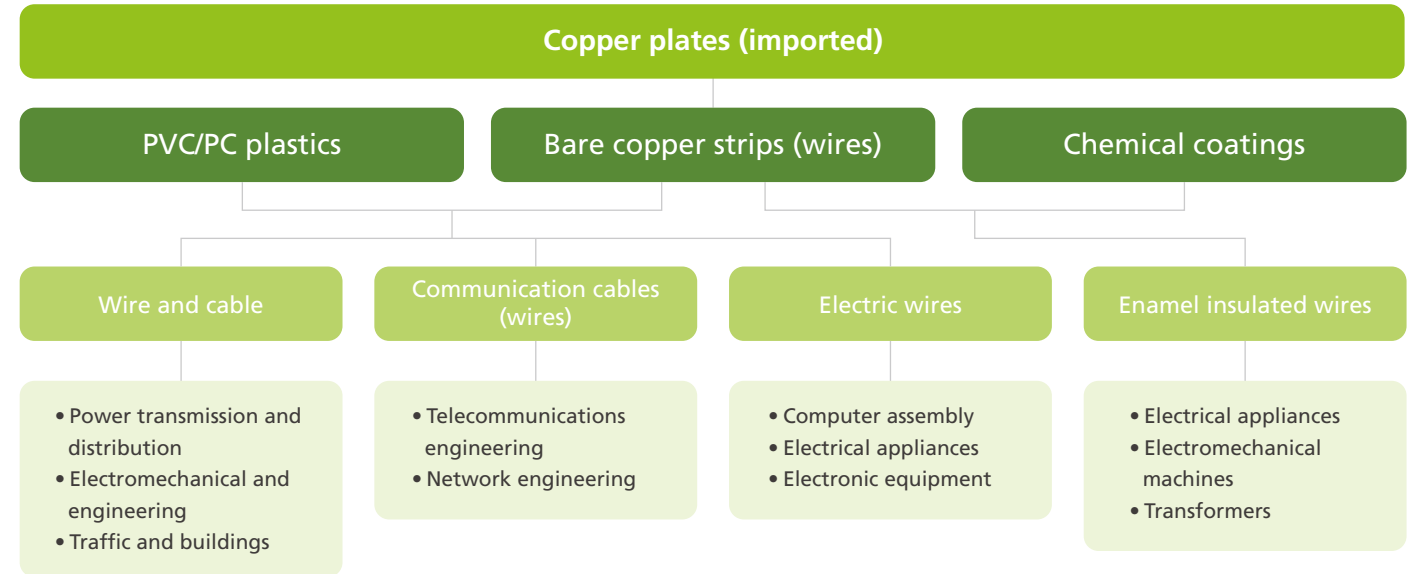 Copper plates (imported)
PVC/PC plastics
Bare copper strips (wires)
Chemical coatings
Wire and cable
Communication cables
(wires)
Electric wires
Enamel insulated wires
• Power transmission and
distribution
• Electromechanical and
engineering
• Traffic and buildings
• Telecommunications
engineering
• Network engineering
• Computer assembly
• Electrical appliances
• Electronic equipment
• Electrical appliances
• Electromechanical
machines
• Transformers